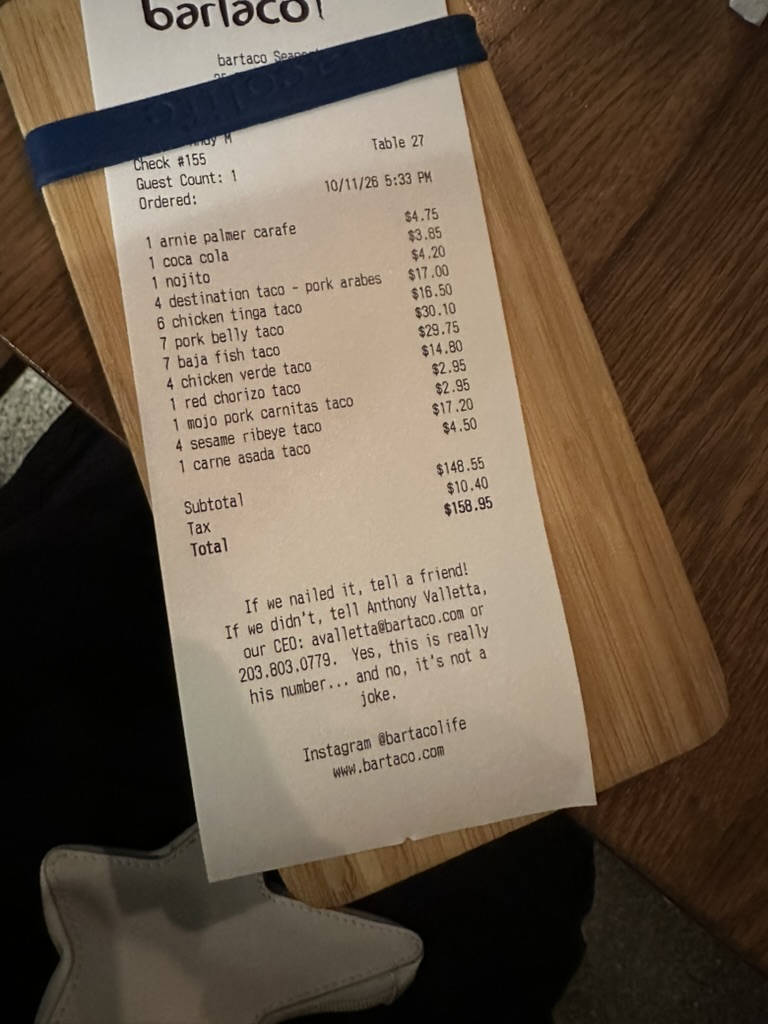 bartaco
bartaco
Check #155 Table 27
Guest Count: 1
Ordered: 10/11/26 5:33 PM
1 arnie palmer carafe $4.75
1 coca cola $3.85
1 nojito $4.20
4 destination taco - pork arabes $17.00
6 chicken tinga taco $16.50
7 pork belly taco $30.10
7 baja fish taco $29.75
4 chicken verde taco $14.80
1 red chorizo taco $2.95
1 mojo pork carnitas taco $2.95
4 sesame ribeye taco $17.20
1 carne asada taco $4.50
Subtotal $148.55
Tax $10.40
Total $158.95
If we nailed it, tell a friend!
If we didn't, tell Anthony Valletta,
our CEO: avalletta@bartaco.com or
203.803.0779. Yes, this is really
his number... and no, it's not a
joke.
Instagram @bartacolife
www.bartaco.com